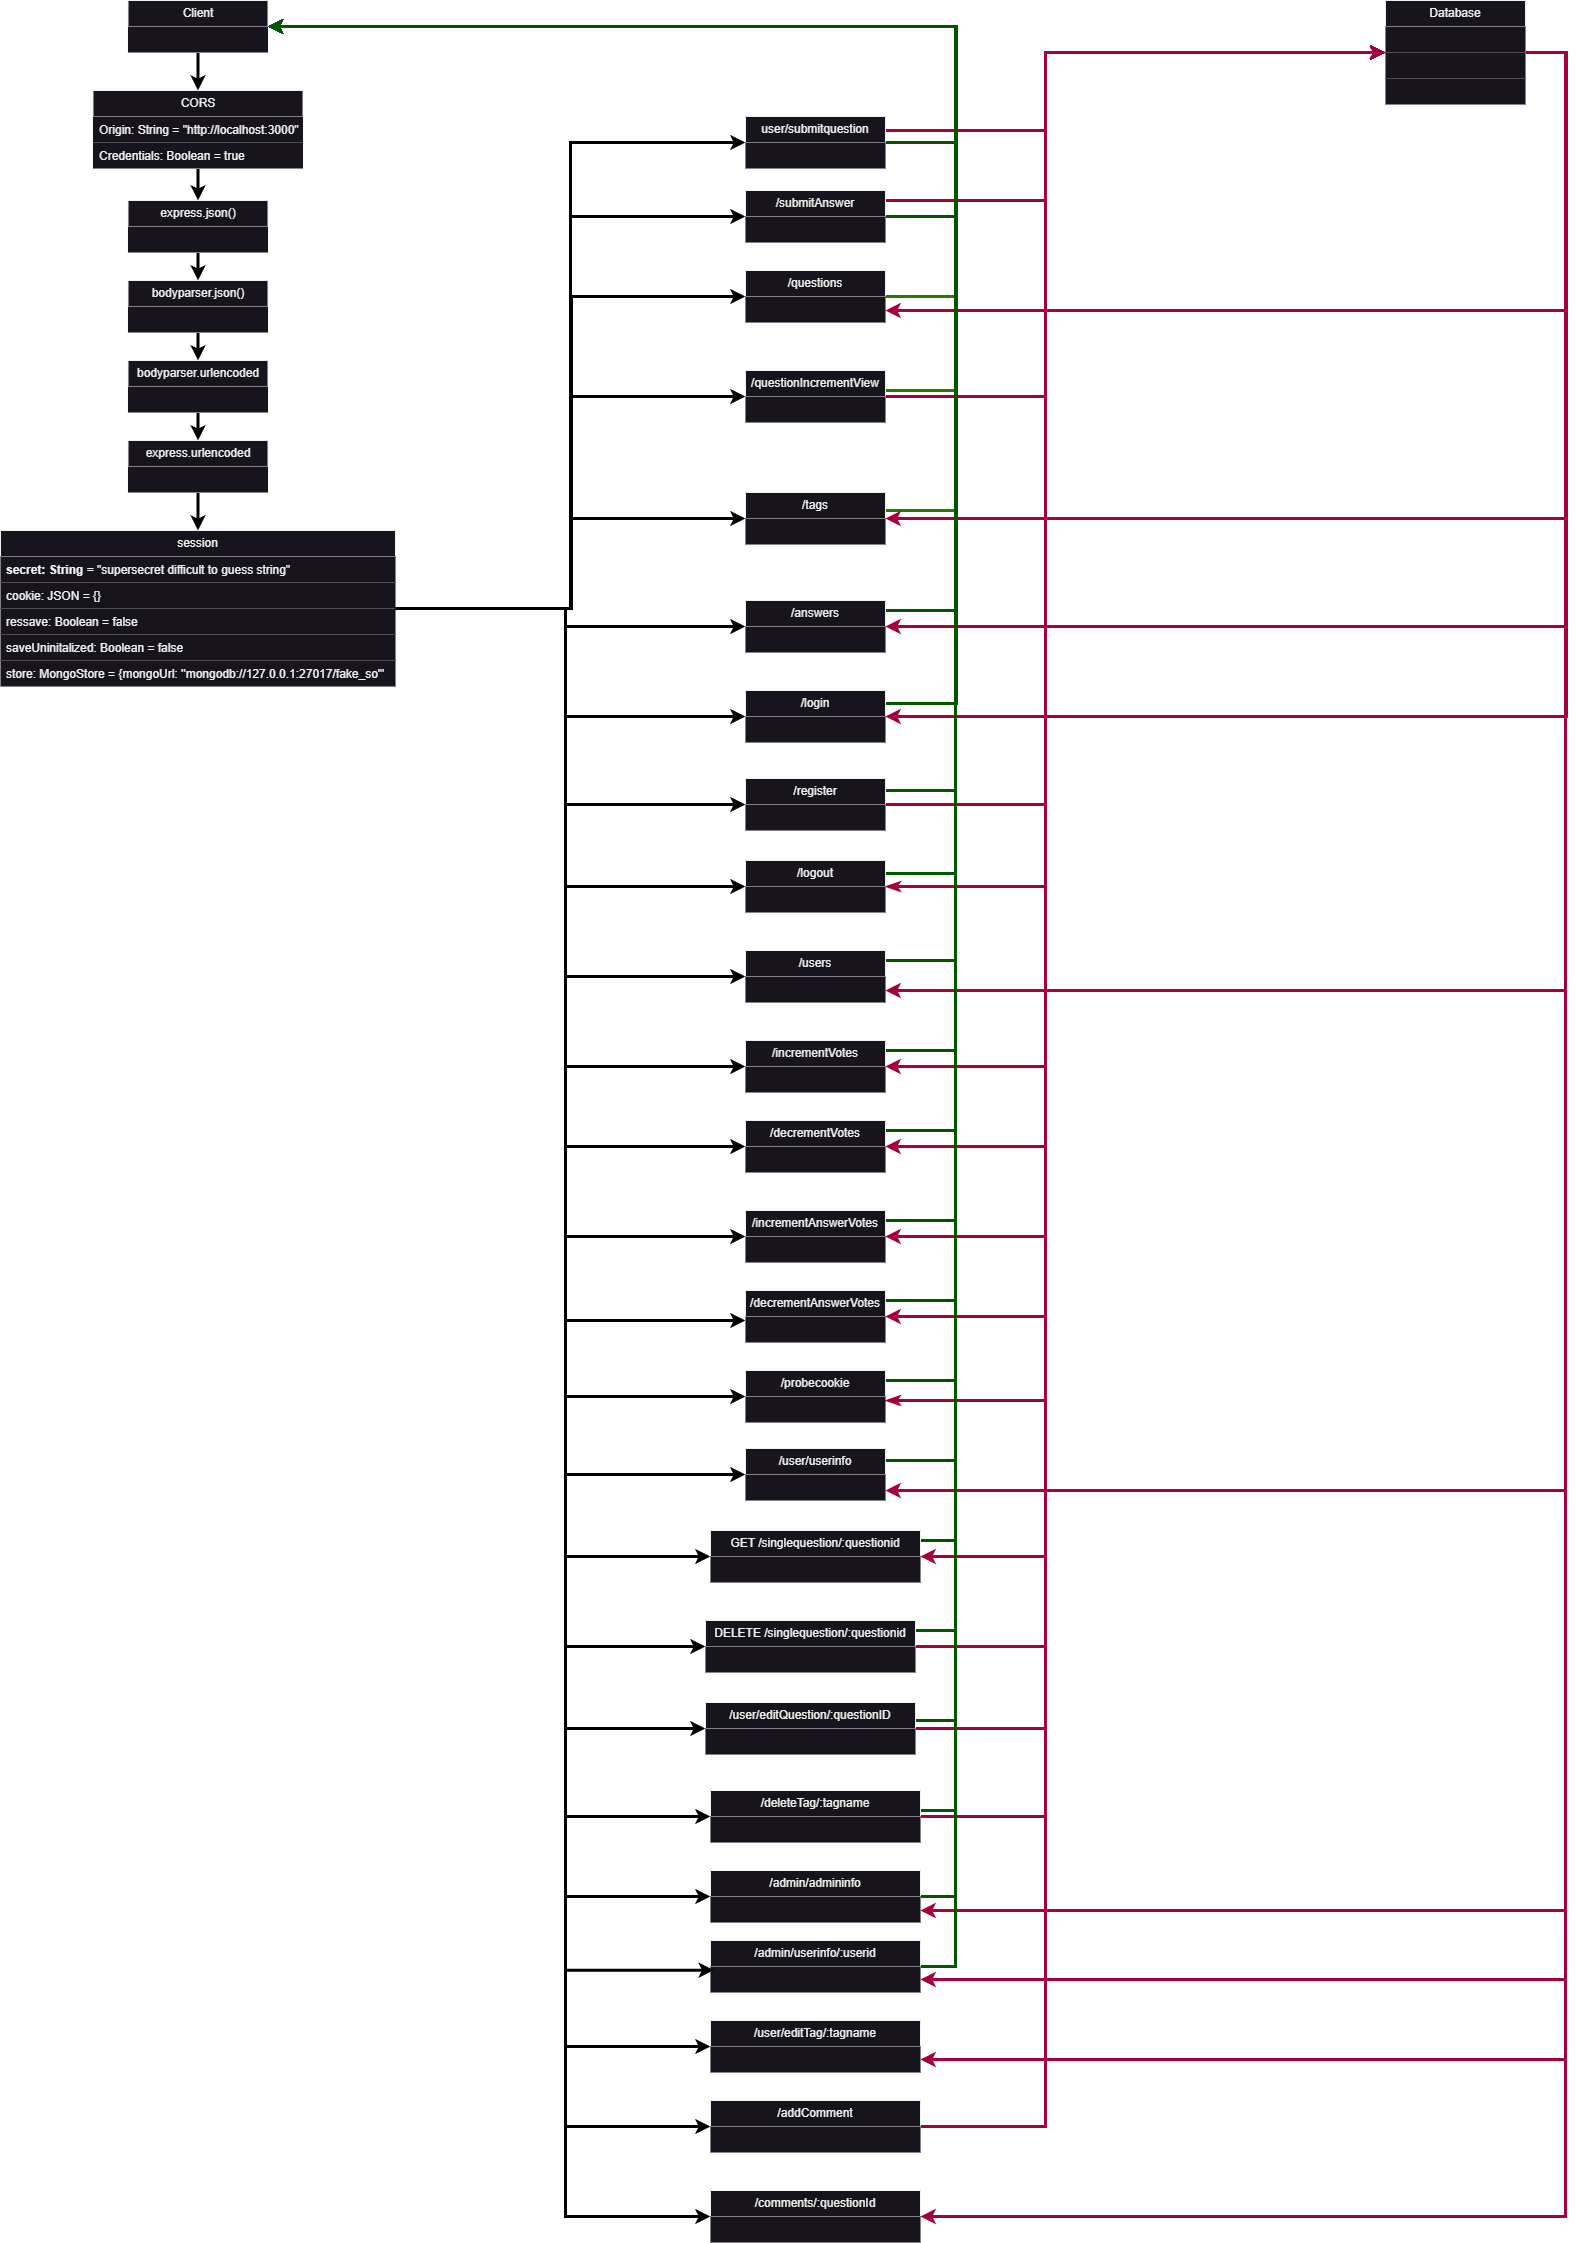 Client
Database
CORS
Origin: String = "http://localhost:3000"
Credentials: Boolean = true
express.json()
bodyparser.json()
bodyparser.urlencoded
express.urlencoded
session
secret: String = "supersecret difficult to guess string"
cookie: JSON = {}
ressave: Boolean = false
saveUninitalized: Boolean = false
store: MongoStore = {mongoUrl: "mongodb://127.0.0.1:27017/fake_so'"
user/submitquestion
/submitAnswer
/questions
/questionIncrementView
/tags
/answers
/login
/register
/logout
/users
/incrementVotes
/decrementVotes
/incrementAnswerVotes
/decrementAnswerVotes
/probecookie
/user/userinfo
GET /singlequestion/:questionid
DELETE /singlequestion/:questionid
/user/editQuestion/:questionID
/deleteTag/:tagname
/admin/admininfo
/admin/userinfo/:userid
/user/editTag/:tagname
/addComment
/comments/:questionId